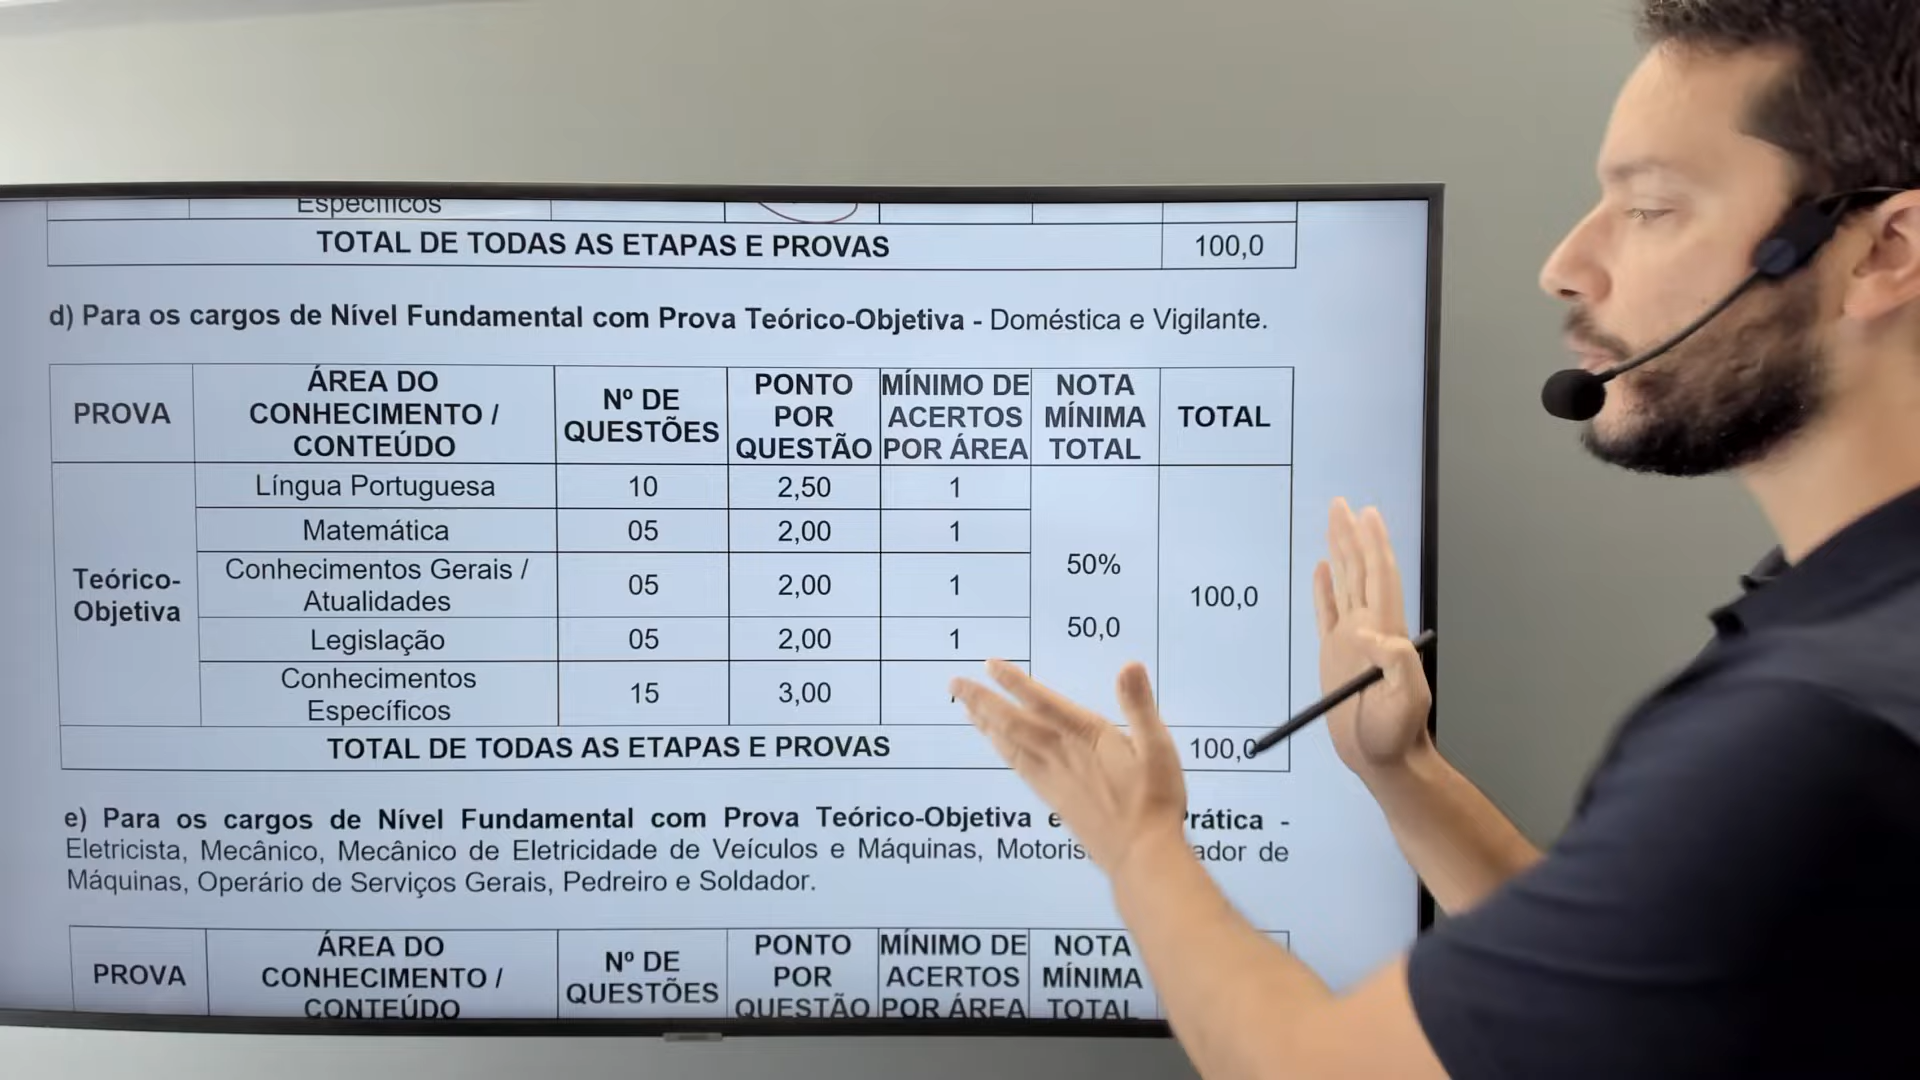 Específicos
TOTAL DE TODAS AS ETAPAS E PROVAS 100,0
d) Para os cargos de Nível Fundamental com Prova Teórico-Objetiva - Doméstica e Vigilante.
PROVA
ÁREA DO
CONHECIMENTO /
CONTEÚDO
Nº DE
QUESTÕES
PONTO
POR
QUESTÃO
MÍNIMO DE
ACERTOS
POR ÁREA
NOTA
MÍNIMA
TOTAL
TOTAL
Teórico-
Objetiva
Língua Portuguesa 10 2,50 1
Matemática 05 2,00 1
Conhecimentos Gerais /
Atualidades
05 2,00 1
Legislação 05 2,00 1
Conhecimentos
Específicos
15 3,00
50%
50,0
100,0
TOTAL DE TODAS AS ETAPAS E PROVAS 100,0
e) Para os cargos de Nível Fundamental com Prova Teórico-Objetiva e -
Eletricista, Mecânico, Mecânico de Eletricidade de Veículos e Máquinas, de
Máquinas, Operário de Serviços Gerais, Pedreiro e Soldador.
PROVA
ÁREA DO
CONHECIMENTO /
CONTEÚDO
Nº DE
QUESTÕES
PONTO
POR
QUESTÃO
MÍNIMO DE
ACERTOS
POR ÁREA
NOTA
MÍNIMA
TOTAL